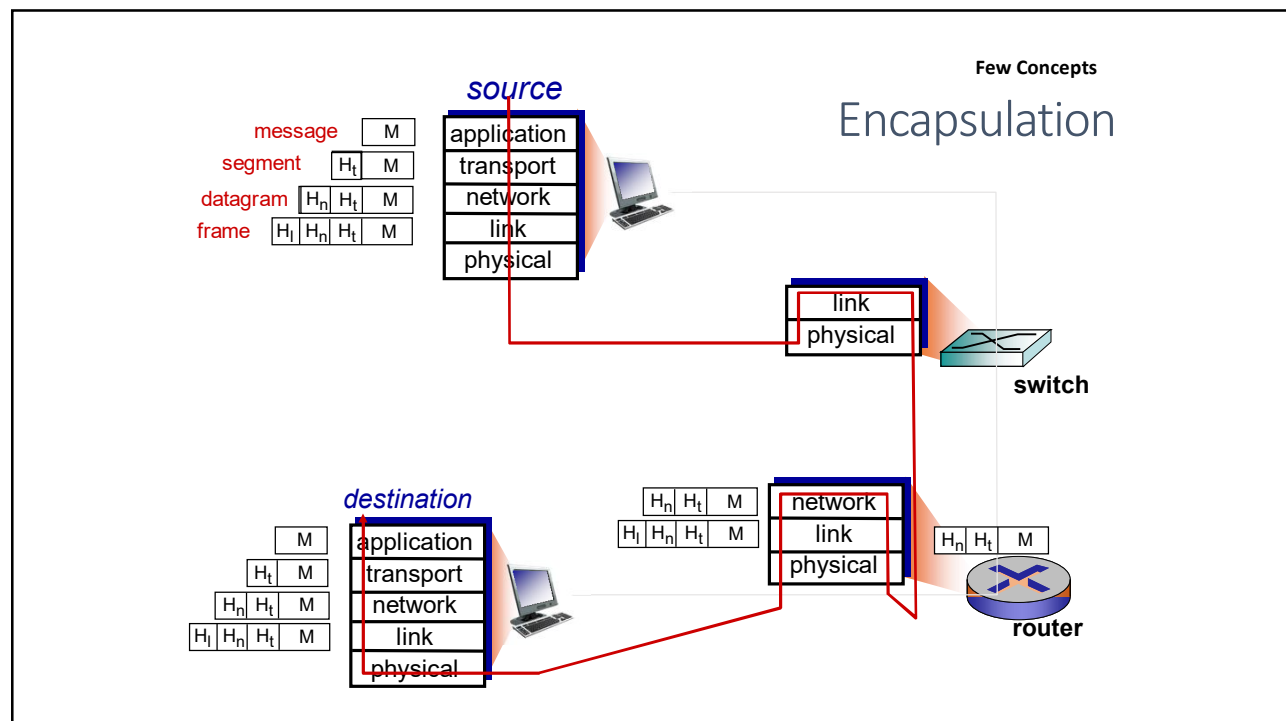 Few Concepts
Encapsulation
source
message M application
segment Ht M transport
datagram Hn Ht M network
frame Hl Hn Ht M link
physical
link
physical
switch
destination
Hn Ht M network
Hl Hn Ht M link
physical
Hn Ht M
router
M application
Ht M transport
Hn Ht M network
Hl Hn Ht M link
physical